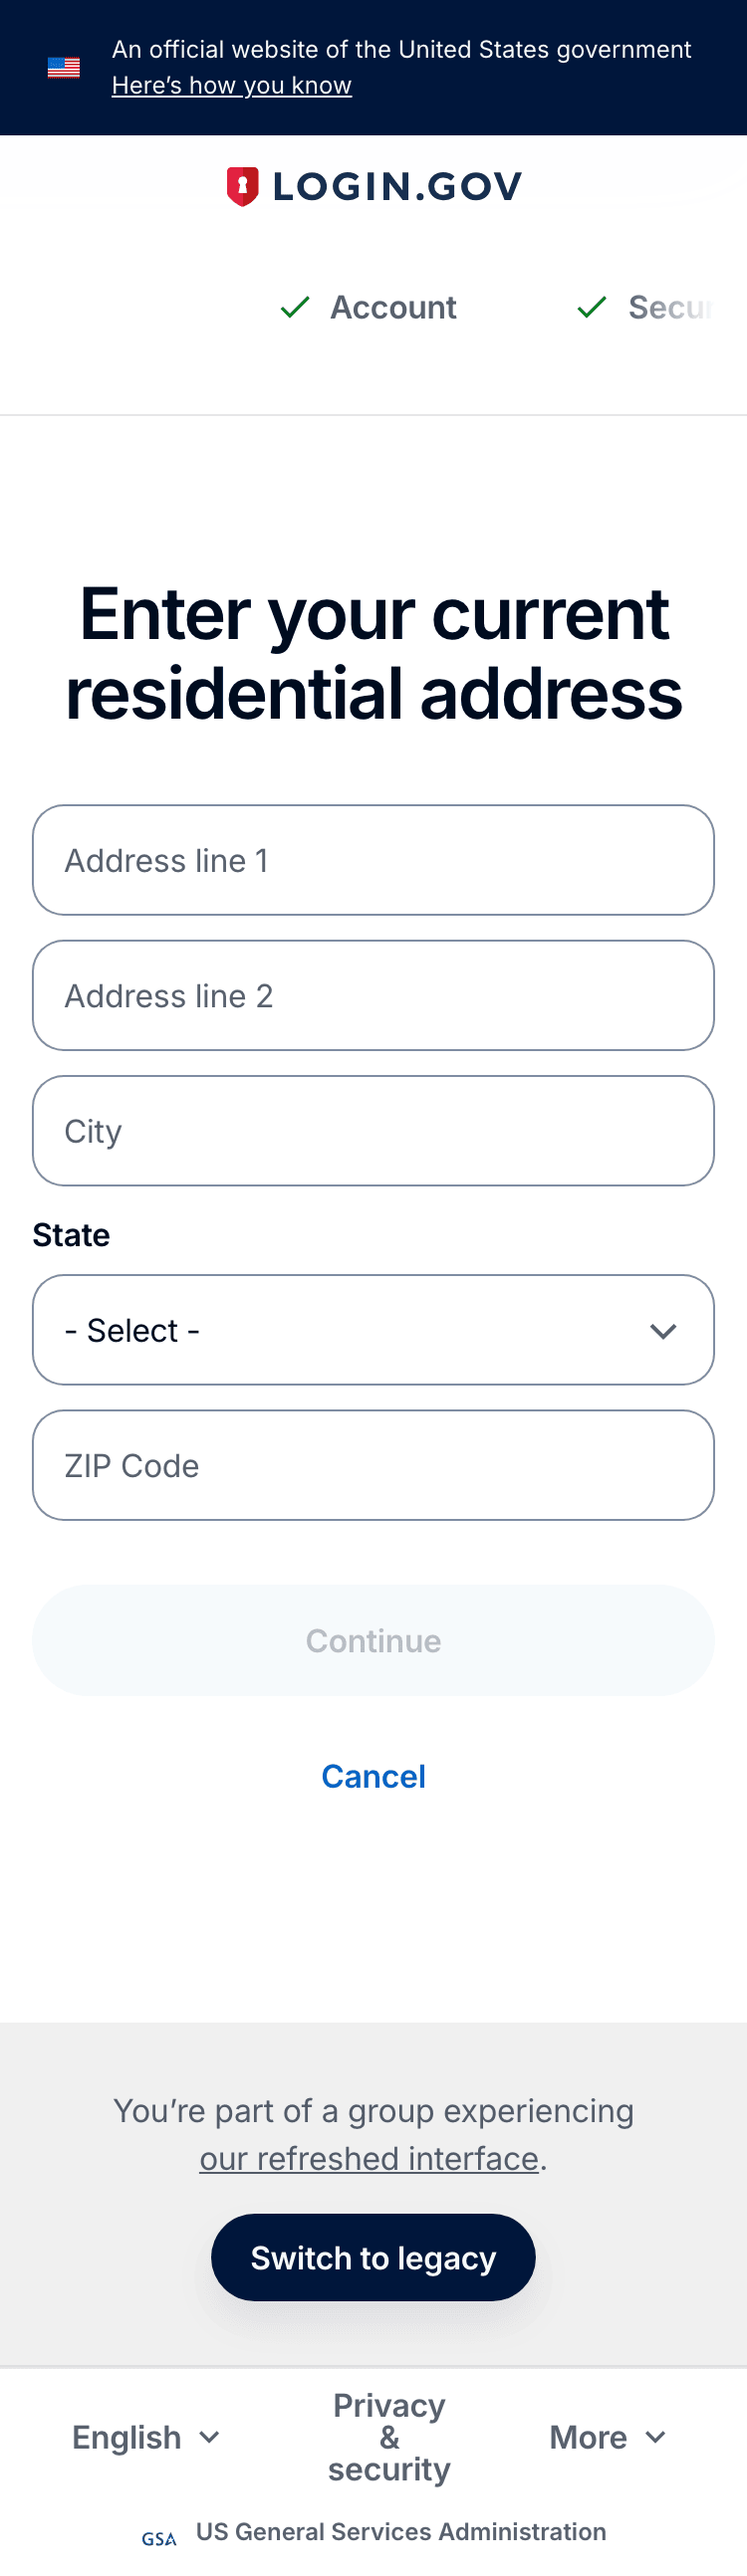 An official website of the United States government
Here’s how you know
LOGIN.GOV
Account
Secur
Enter your current
residential address
Address line 1
Address line 2
City
State
- Select -
ZIP Code
Continue
Cancel
You’re part of a group experiencing
our refreshed interface.
Switch to legacy
English
Privacy
&
security
More
GSA US General Services Administration